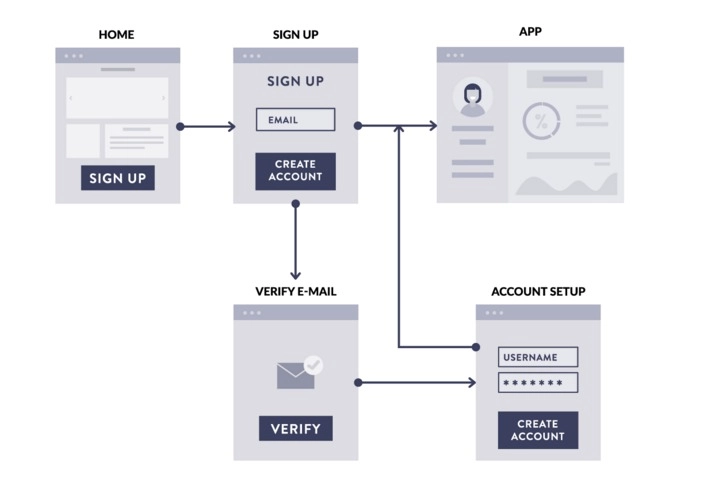 HOME
SIGN UP
APP
SIGN UP
EMAIL
%
SIGN UP
CREATE
ACCOUNT
VERIFY E-MAIL
ACCOUNT SETUP
USERNAME
*******
VERIFY
CREATE
ACCOUNT